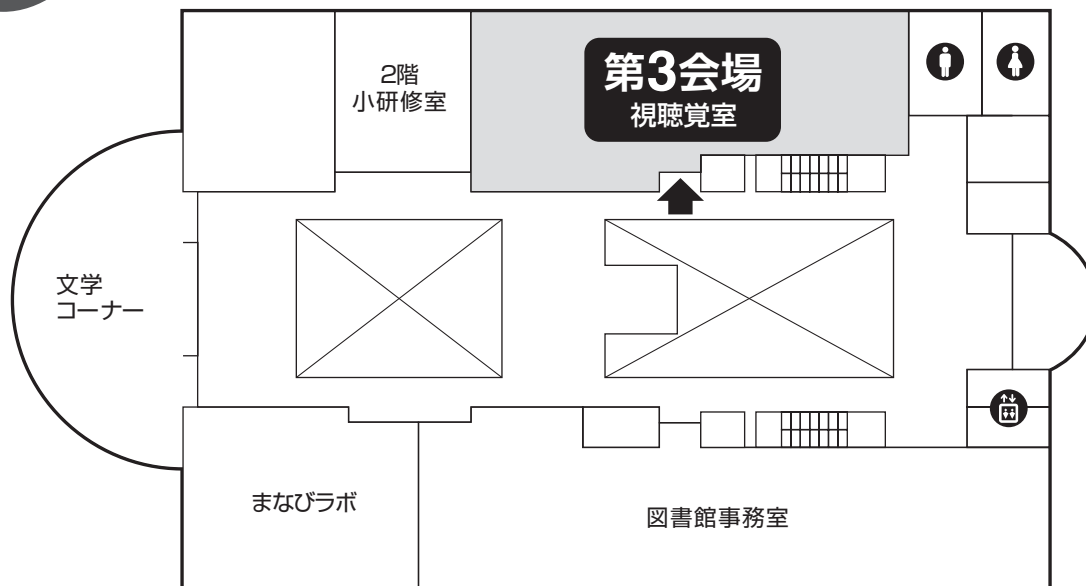 第3会場
視聴覚室
2階
小研修室
文学
コーナー
まなびラボ
図書館事務室